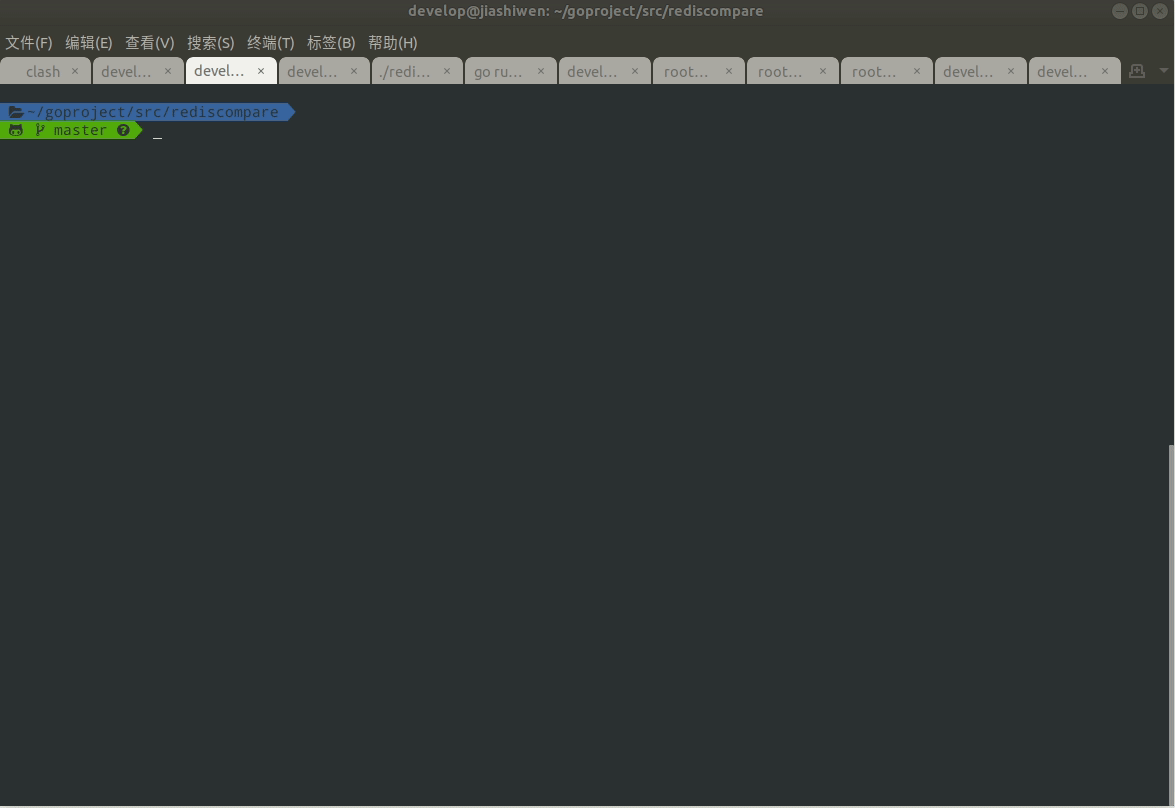 develop@jiashiwen: ~/goproject/src/rediscompare
文件(F) 编辑(E) 查看(V) 搜索(S) 终端(T) 标签(B) 帮助(H)
clash × devel... × devel... × devel... × ./redi... × go ru... × devel... × root... × root... × root... × devel... × devel... ×
~/goproject/src/rediscompare
master ? _